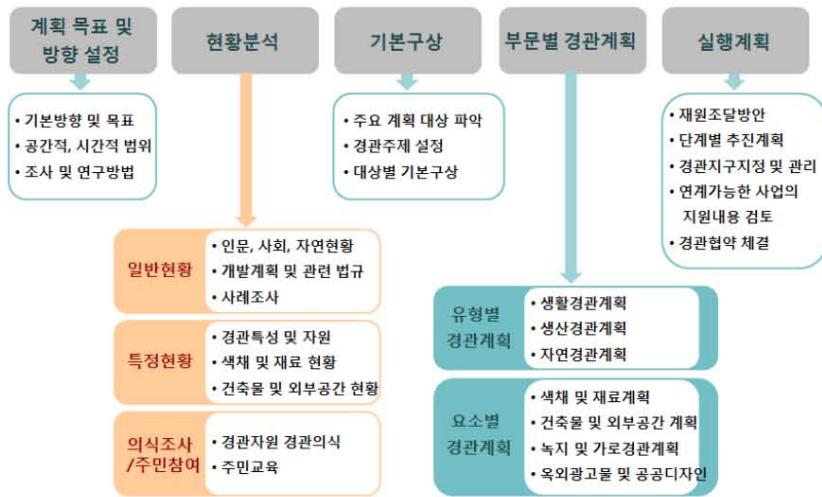 계획 목표 및
방향 설정
현황분석
기본구상
부문별 경관계획
실행계획
• 기본방향 및 목표
• 공간적, 시간적 범위
• 조사 및 연구방법
• 주요 계획 대상 파악
• 경관주제 설정
• 대상별 기본구상
• 재원조달방안
• 단계별 추진계획
• 경관지구지정 및 관리
• 연계가능한 사업의
지원내용 검토
• 경관협약 체결
일반현황
• 인문, 사회, 자연현황
• 개발계획 및 관련 법규
• 사례조사
특정현황
• 경관특성 및 자원
• 색채 및 재료 현황
• 건축물 및 외부공간 현황
의식조사
/주민참여
• 경관자원 경관의식
• 주민교육
유형별
경관계획
• 생활경관계획
• 생산경관계획
• 자연경관계획
요소별
경관계획
• 색채 및 재료계획
• 건축물 및 외부공간 계획
• 녹지 및 가로경관계획
• 옥외광고물 및 공공디자인